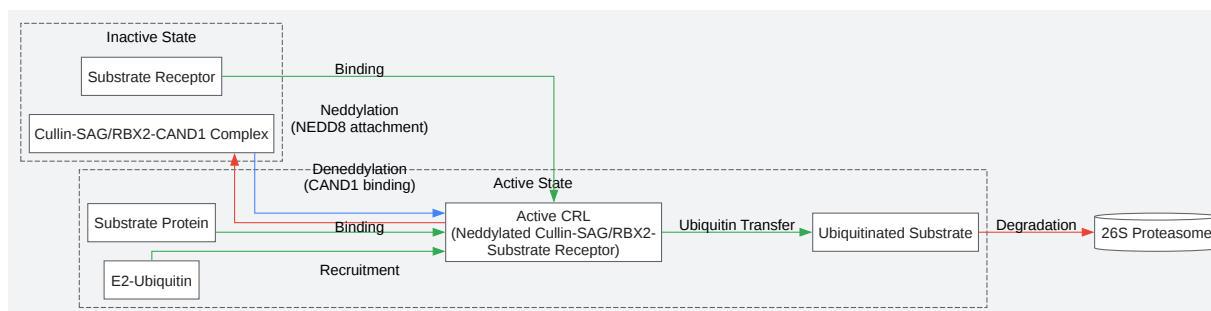 Inactive State
Substrate Receptor
Binding
Cullin-SAG/RBX2-CAND1 Complex
Neddylation
(NEDD8 attachment)
Deneddylation
(CAND1 binding)
Active State
Substrate Protein
Binding
E2-Ubiquitin
Recruitment
Active CRL
(Neddylated Cullin-SAG/RBX2-
Substrate Receptor)
Ubiquitin Transfer
Ubiquitinated Substrate
Degradation
26S Proteasome